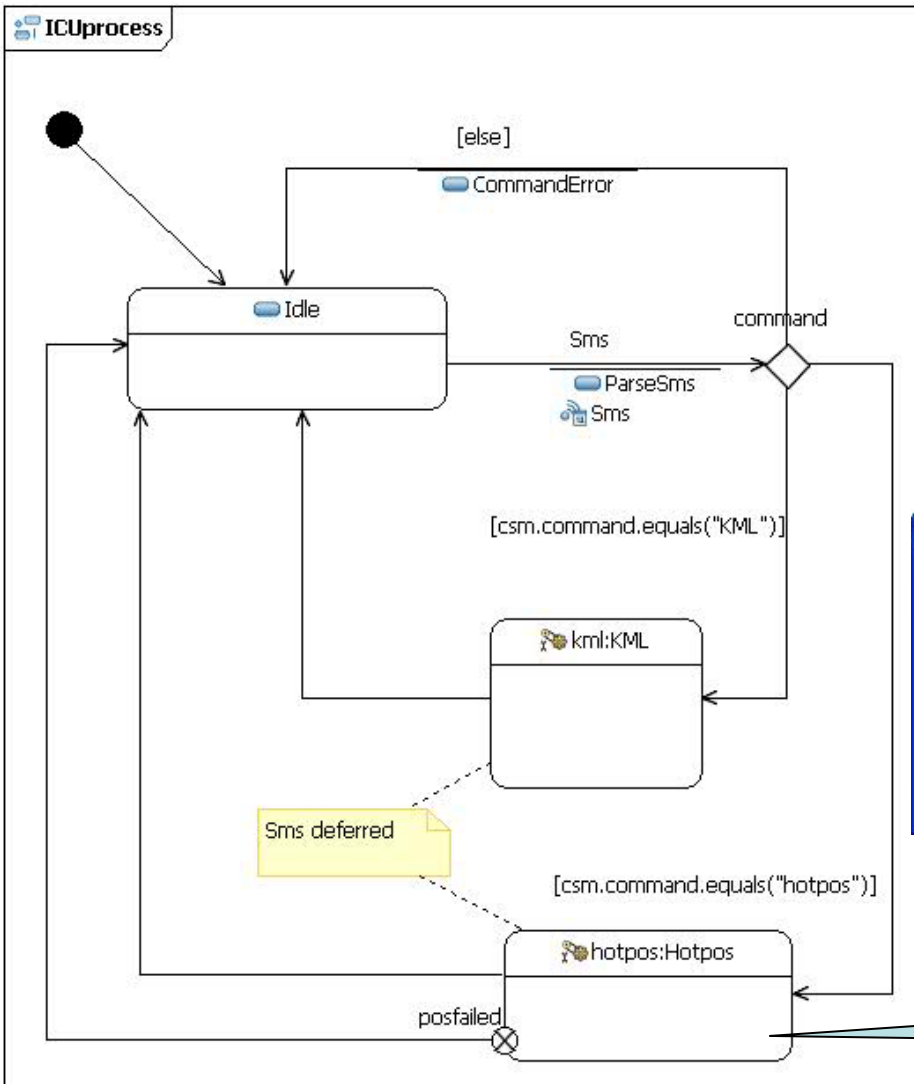 ICUprocess
[else]
CommandError
Idle
command
Sms
ParseSms
Sms
[csm.command.equals("KML")]
kml:KML
Sms deferred
[csm.command.equals("hotpos")]
hotpos:Hotpos
posfailed